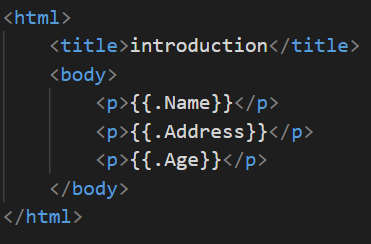 <html>
<title>introduction</title>
<body>
<p>{{.Name}}</p>
<p>{{.Address}}</p>
<p>{{.Age}}</p>
</body>
</html>